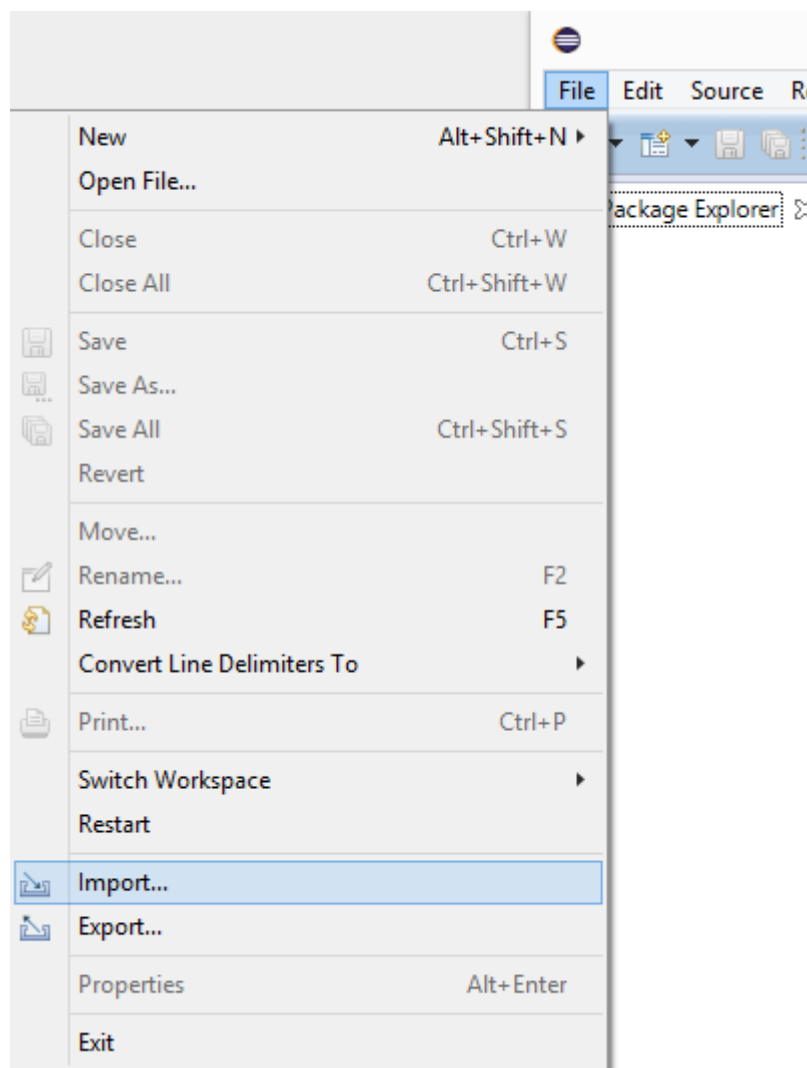 File Edit Source
New Alt+Shift+N
Open File...
Package Explorer
Close Ctrl+W
Close All Ctrl+Shift+W
Save Ctrl+S
Save As...
Save All Ctrl+Shift+S
Revert
Move...
Rename... F2
Refresh F5
Convert Line Delimiters To
Print... Ctrl+P
Switch Workspace
Restart
Import...
Export...
Properties Alt+Enter
Exit